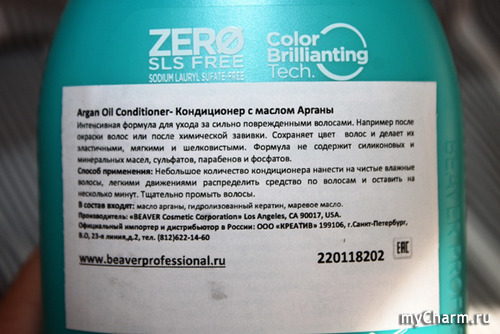 ZERØ
SLS FREE
SODIUM LAURYL SUFATE-FREE
Color
Brillianting
Tech.
Argan Oil Conditioner- Кондиционер с маслом Арганы
Интенсивная формула для ухода за сильно поврежденными волосами. Например после
окраски волос или после химической завивки. Сохраняет цвет волос и делает их
эластичными, мягкими и шелковистыми. Формула не содержит силиконовых и
минеральных масел, сульфатов, парабенов и фосфатов.
Способ применения: Небольшое количество кондиционера нанести на чистые влажные
волосы, легкими движениями распределить средство по волосам и оставить на
несколько минут. Тщательно промыть волосы.
В состав входят: масло арганы, гидролизованный кератин, маревое масло.
Производитель: «BEAVER Cosmetic Corporation» Los Angeles, CA 90017, USA.
Официальный импортер и дистрибьютор в России: ООО «КРЕАТИВ» 199106, г.Санкт-Петербург,
В,О, 23-я линия,д.2, тел. (812)622-14-60
EAC
www.beaverprofessional.ru
220118202
BEAVER PROF
myCharm.ru